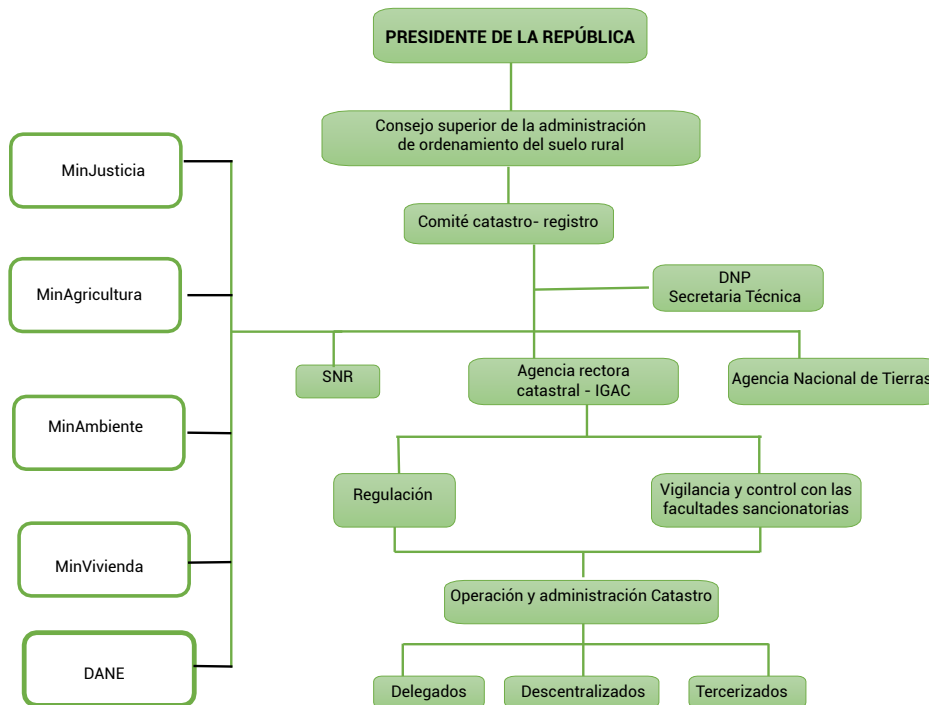 PRESIDENTE DE LA REPÚBLICA
Consejo superior de la administración
de ordenamiento del suelo rural
MinJusticia
Comité catastro- registro
DNP
Secretaria Técnica
MinAgricultura
SNR
Agencia rectora
catastral - IGAC
Agencia Nacional de Tierras
MinAmbiente
Regulación
Vigilancia y control con las
facultades sancionatorias
MinVivienda
Operación y administración Catastro
DANE
Delegados
Descentralizados
Tercerizados